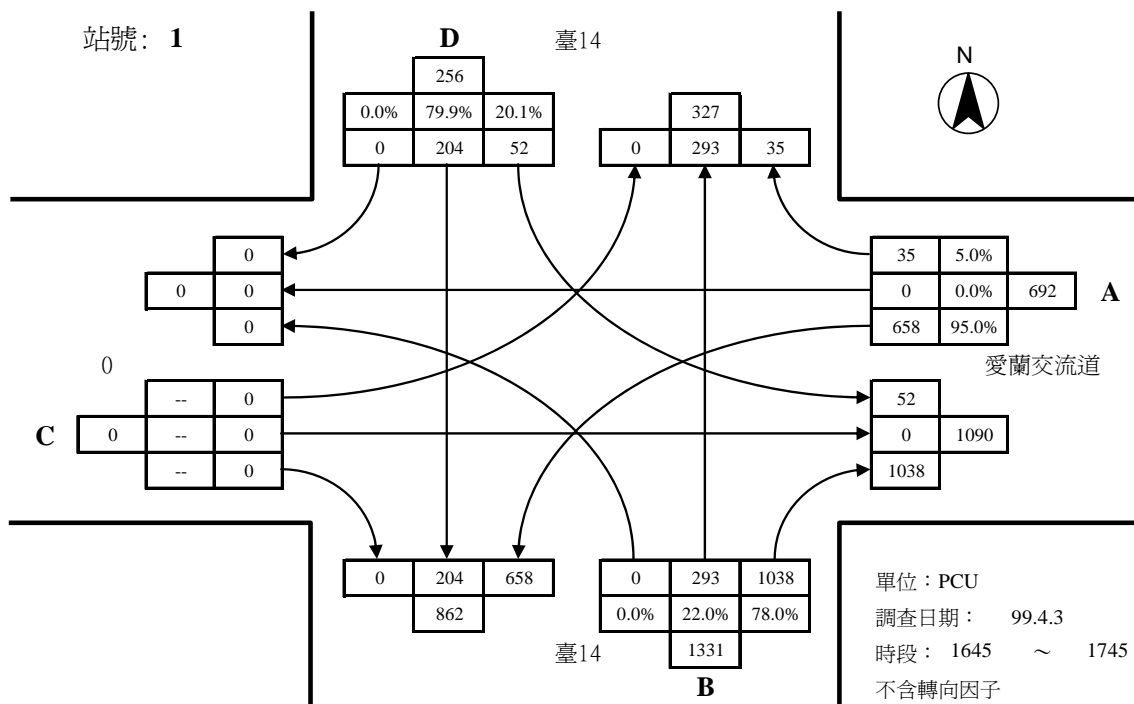 站號: 1
D
臺14
N
256
0.0% 79.9% 20.1%
0 204 52
327
0 293 35
0
0 0
0
35 5.0%
0 0.0% 692
658 95.0%
A
愛蘭交流道
0
C
-- 0
0 -- 0
-- 0
52
0 1090
1038
0 204 658
862
0 293 1038
0.0% 22.0% 78.0%
1331
臺14
B
單位：PCU
調查日期： 99.4.3
時段： 1645 ～ 1745
不含轉向因子